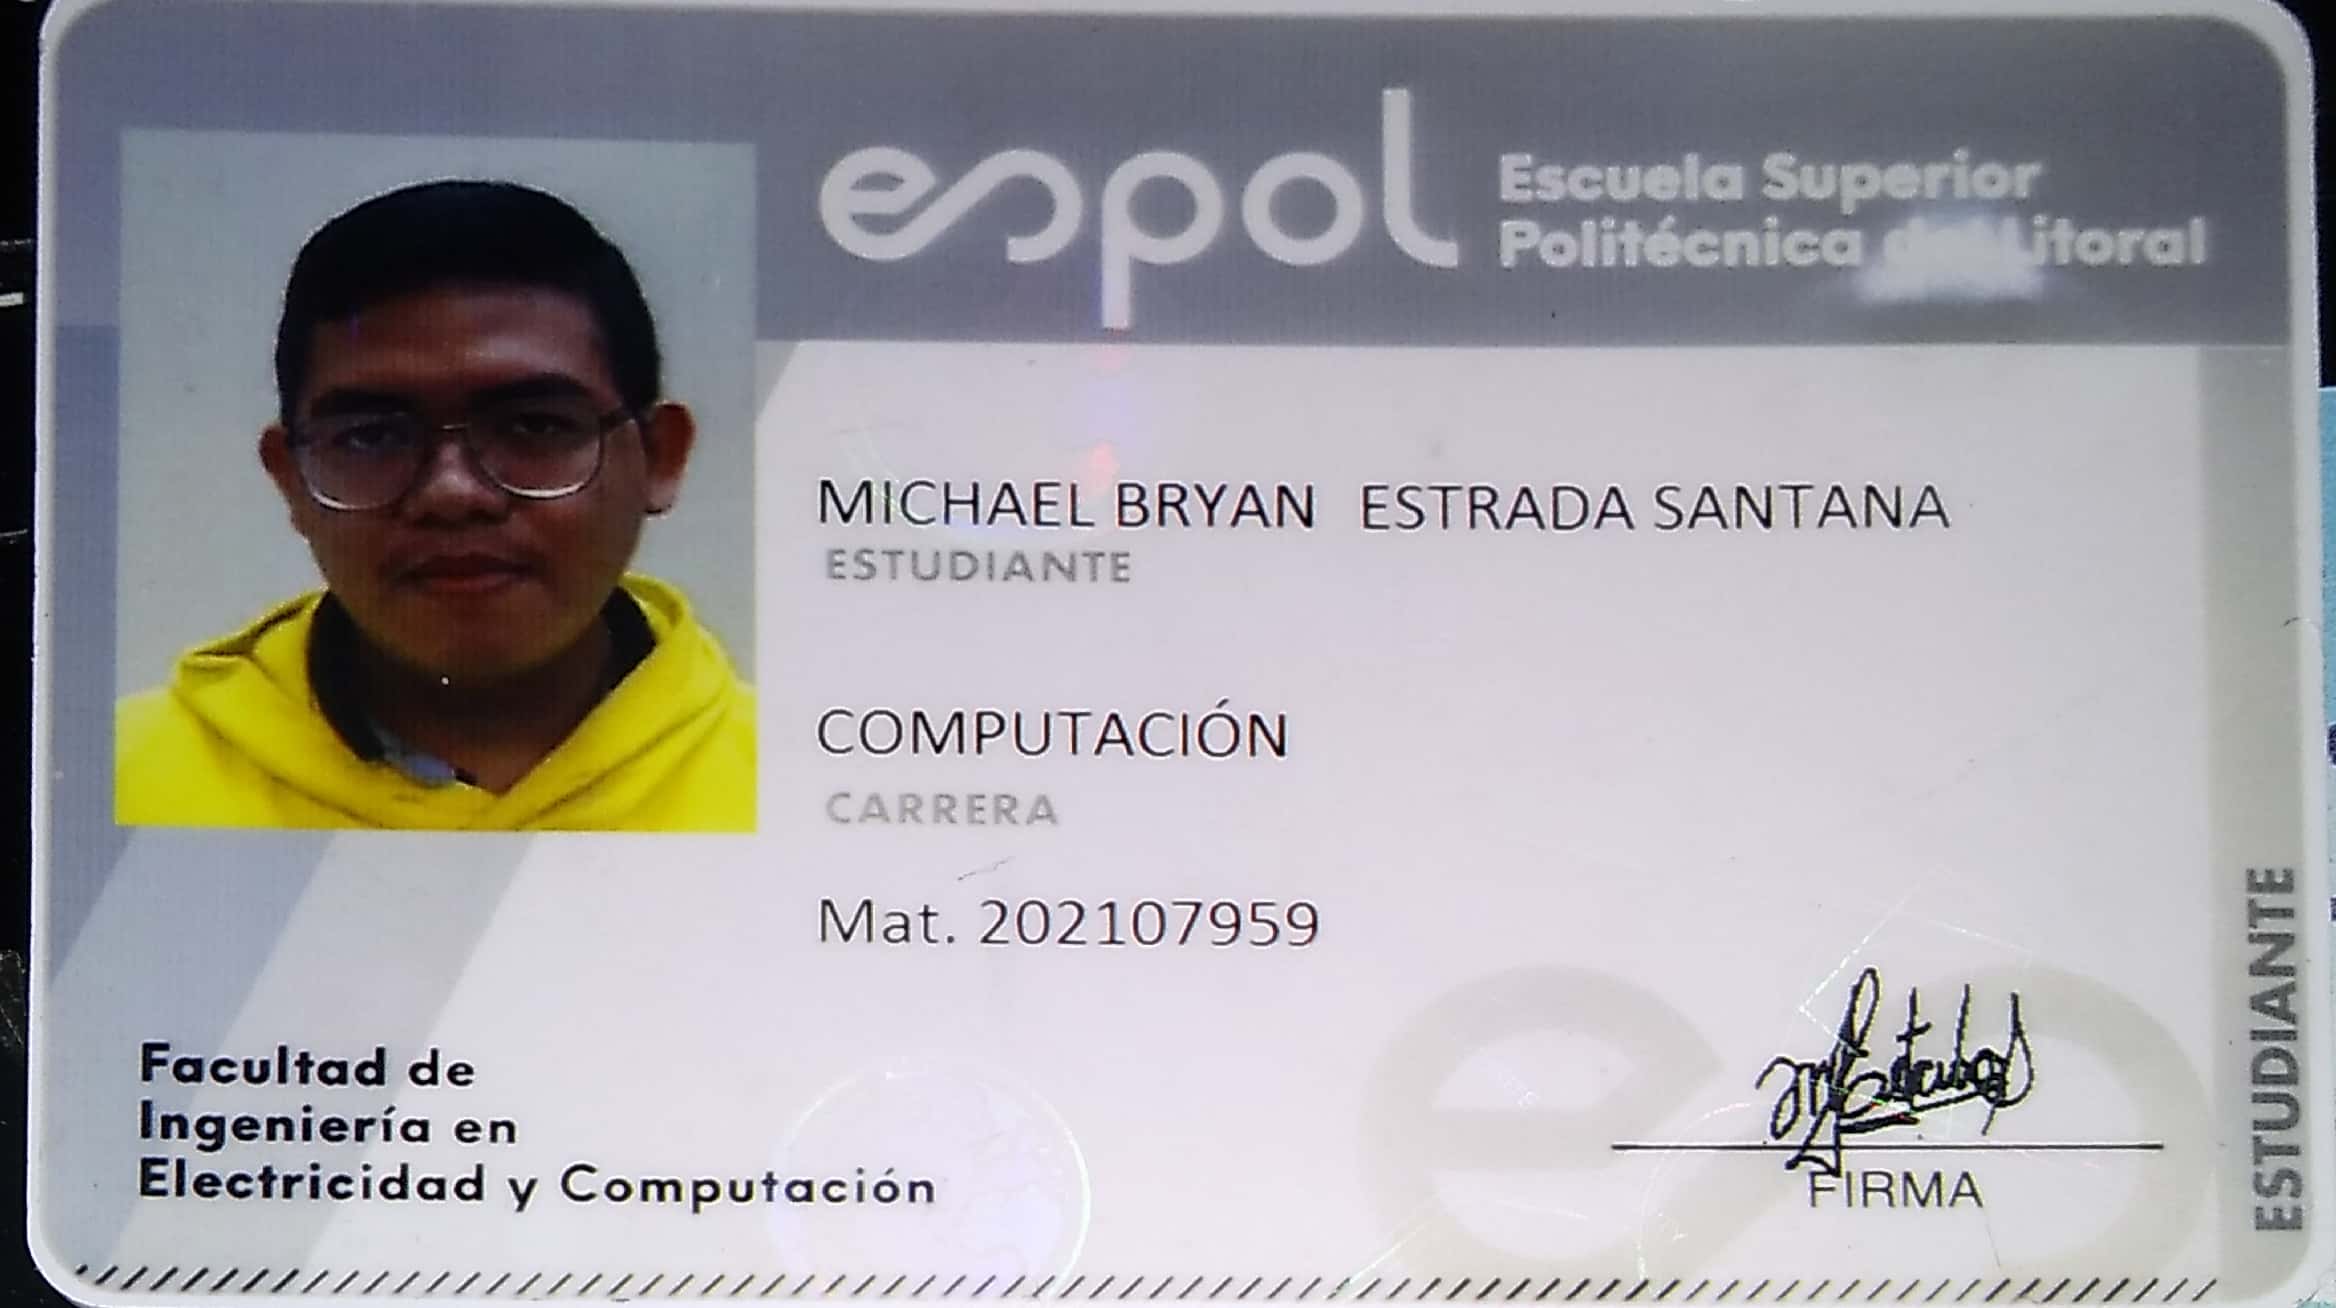 espol
Escuela Superior
Politécnica del Litoral
MICHAEL BRYAN ESTRADA SANTANA
ESTUDIANTE
COMPUTACIÓN
CARRERA
Mat. 202107959
Facultad de
Ingeniería en
Electricidad y Computación
FIRMA
ESTUDIANTE